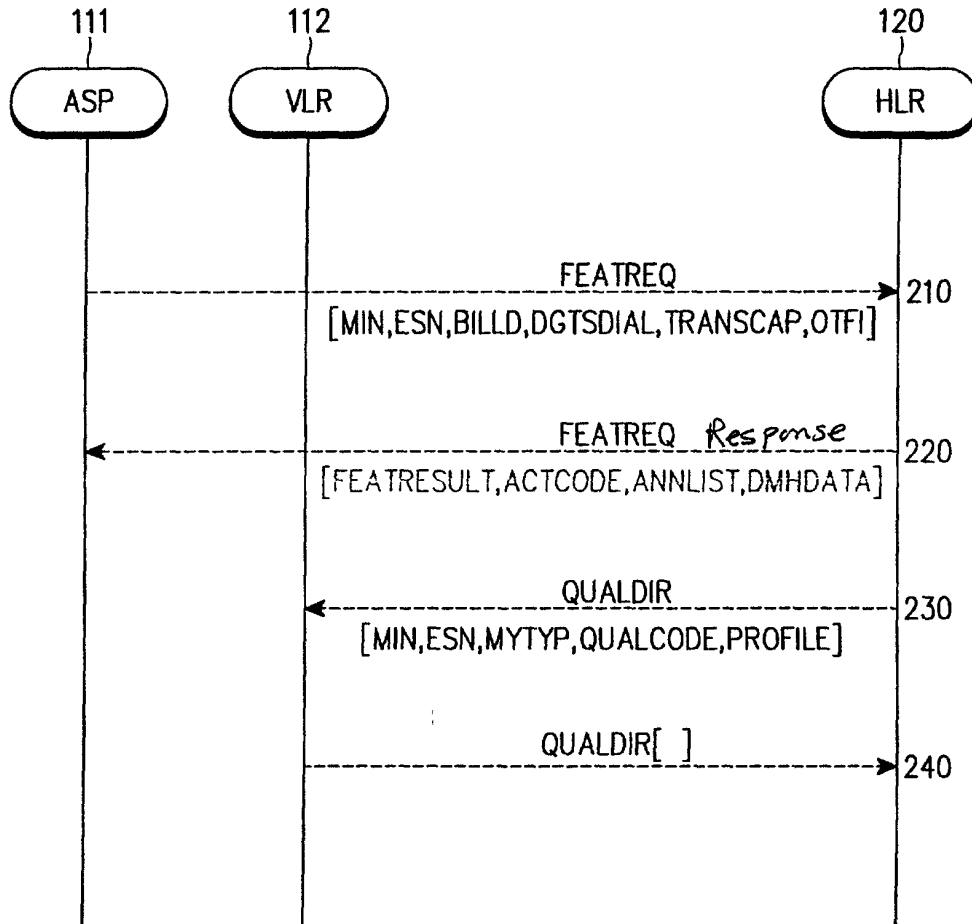 111 112 120
ASP VLR HLR
FEATREQ
210
[MIN,ESN,BILLD,DGTSDIAL,TRANSCAP,OTFI]
FEATREQ Response
220
[FEATRESULT,ACTCODE,ANNLIST,DMHDATA]
QUALDIR
230
[MIN,ESN,MYTYP,QUALCODE,PROFILE]
QUALDIR[ ]
240